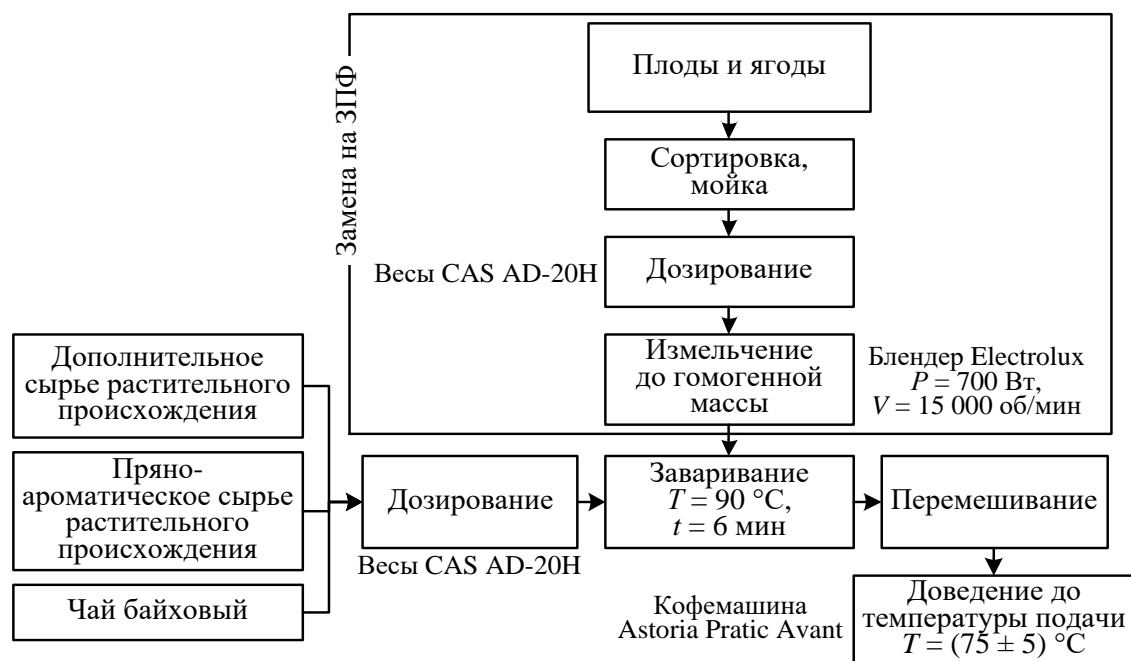 Замена на ЗПФ
Плоды и ягоды
Сортировка,
мойка
Весы CAS AD-20H
Дозирование
Измельчение
до гомогенной
массы
Блендер Electrolux
P = 700 Вт,
V = 15 000 об/мин
Дополнительное
сырье растительного
происхождения
Пряно-
ароматическое сырье
растительного
происхождения
Чай байховый
Дозирование
Весы CAS AD-20H
Заваривание
T = 90 °C,
t = 6 мин
Перемешивание
Кофемашина
Astoria Pratic Avant
Доведение до
температуры подачи
T = (75 ± 5) °C